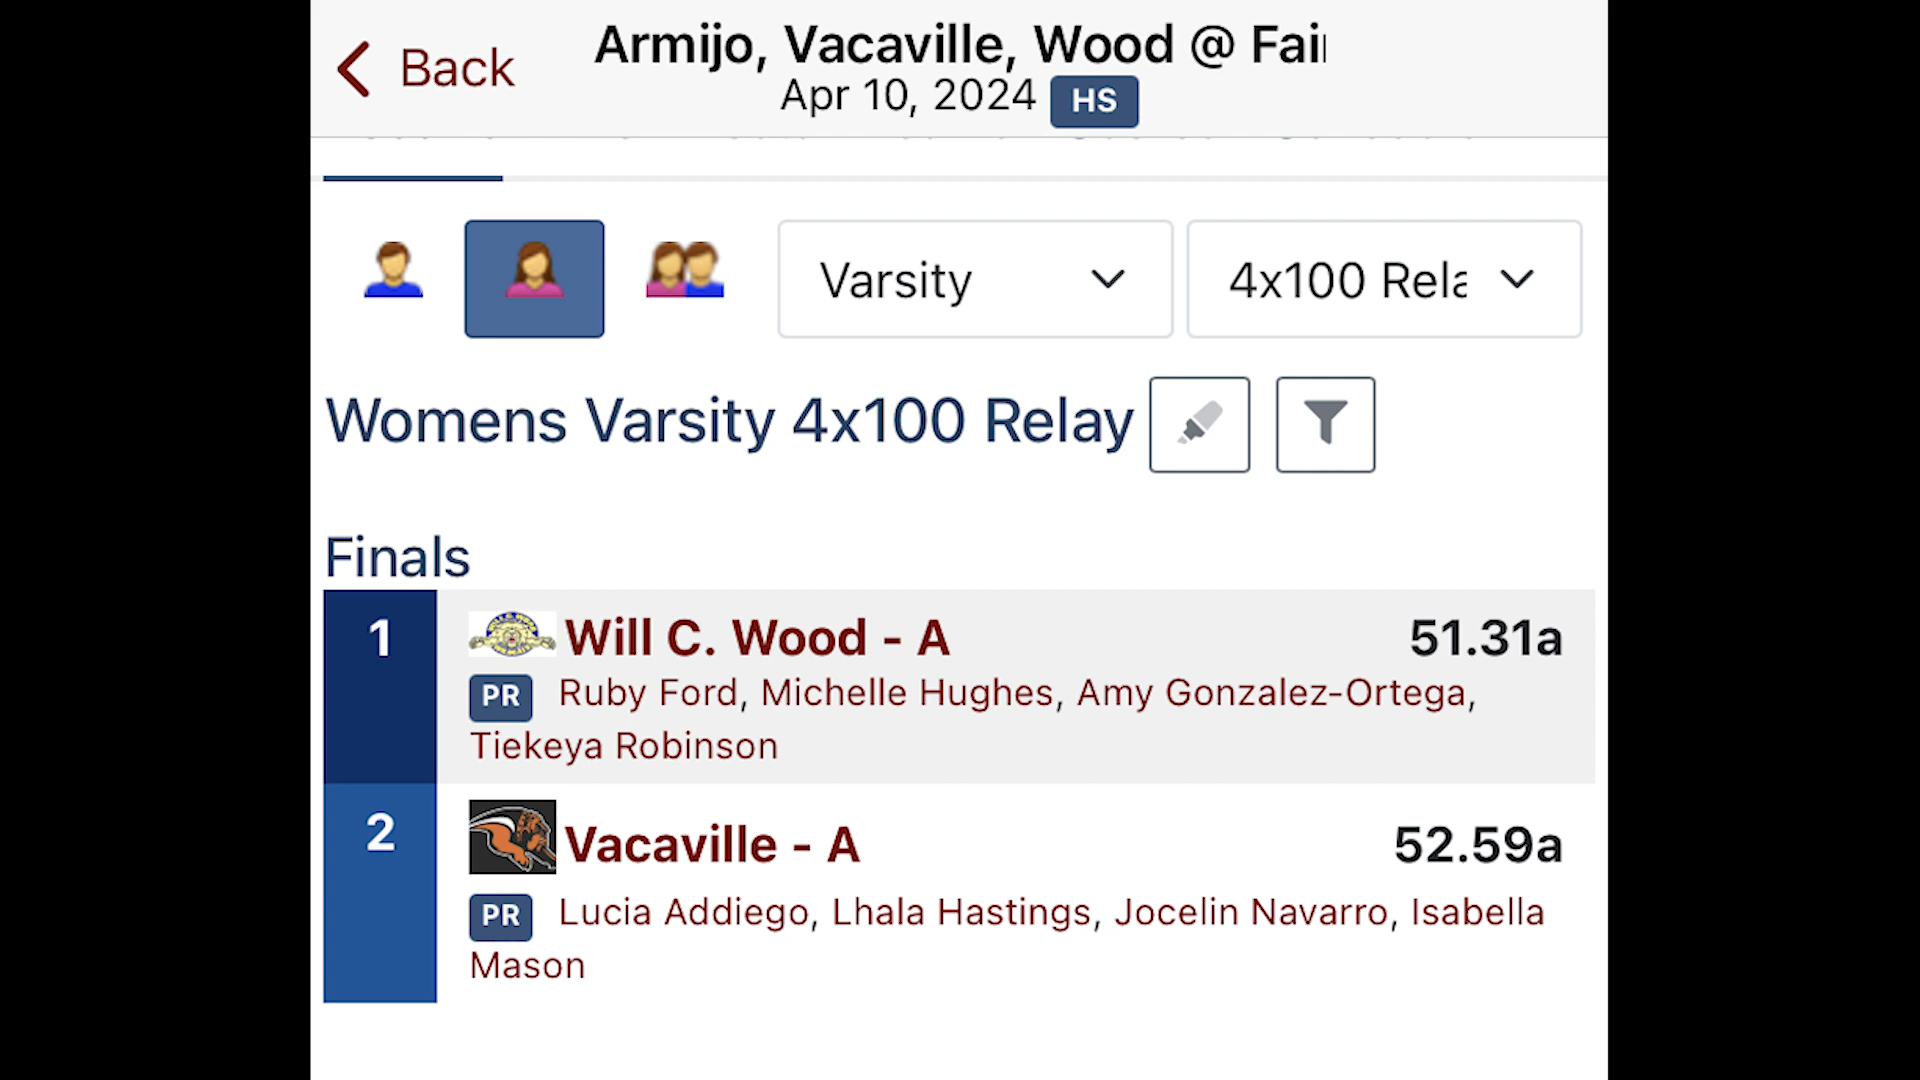 Back
Armijo, Vacaville, Wood @ Fai
Apr 10, 2024 HS
Varsity
4x100 Rela
Womens Varsity 4x100 Relay
Finals
1 Will C. Wood - A 51.31a
PR Ruby Ford, Michelle Hughes, Amy Gonzalez-Ortega,
Tiekeya Robinson
2 Vacaville - A 52.59a
PR Lucia Addiego, Lhala Hastings, Jocelin Navarro, Isabella
Mason